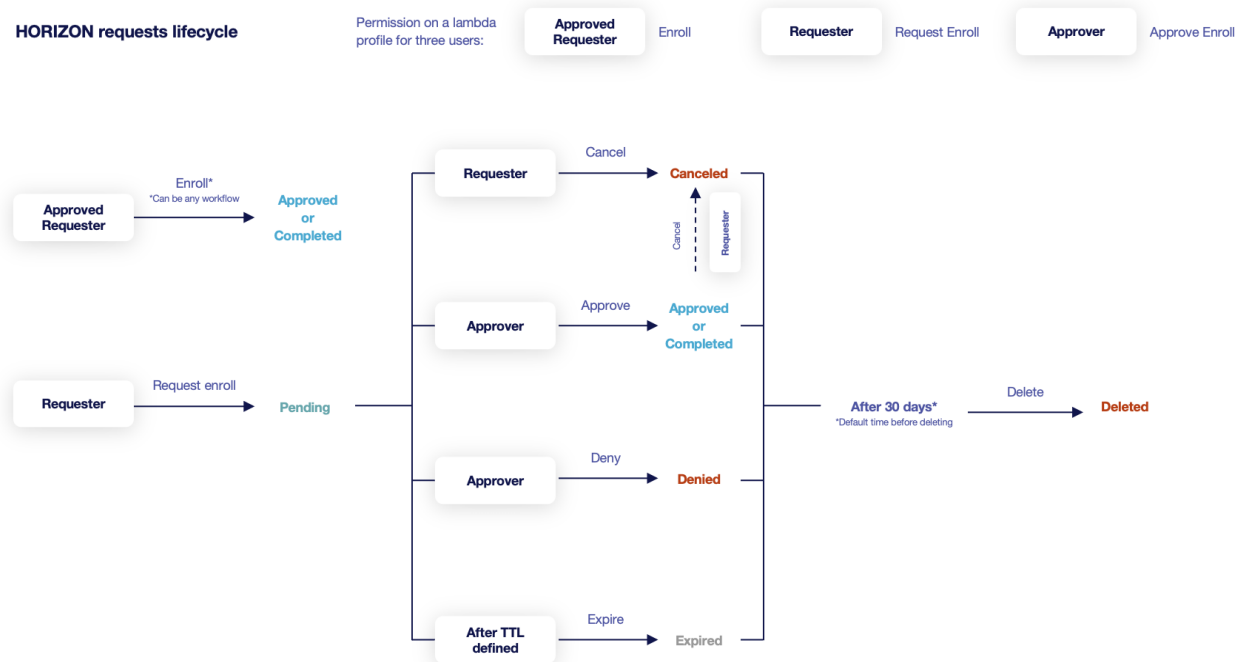 HORIZON requests lifecycle
Permission on a lambda
profile for three users:
Approved
Requester
Enroll
Requester
Request Enroll
Approver
Approve Enroll
Approved
Requester
Enroll*
*Can be any workflow
Approved
or
Completed
Requester
Request enroll
Pending
Requester
Cancel
Canceled
Cancel
Requester
Approver
Approve
Approved
or
Completed
Approver
Deny
Denied
After TTL
defined
Expire
Expired
After 30 days*
*Default time before deleting
Delete
Deleted